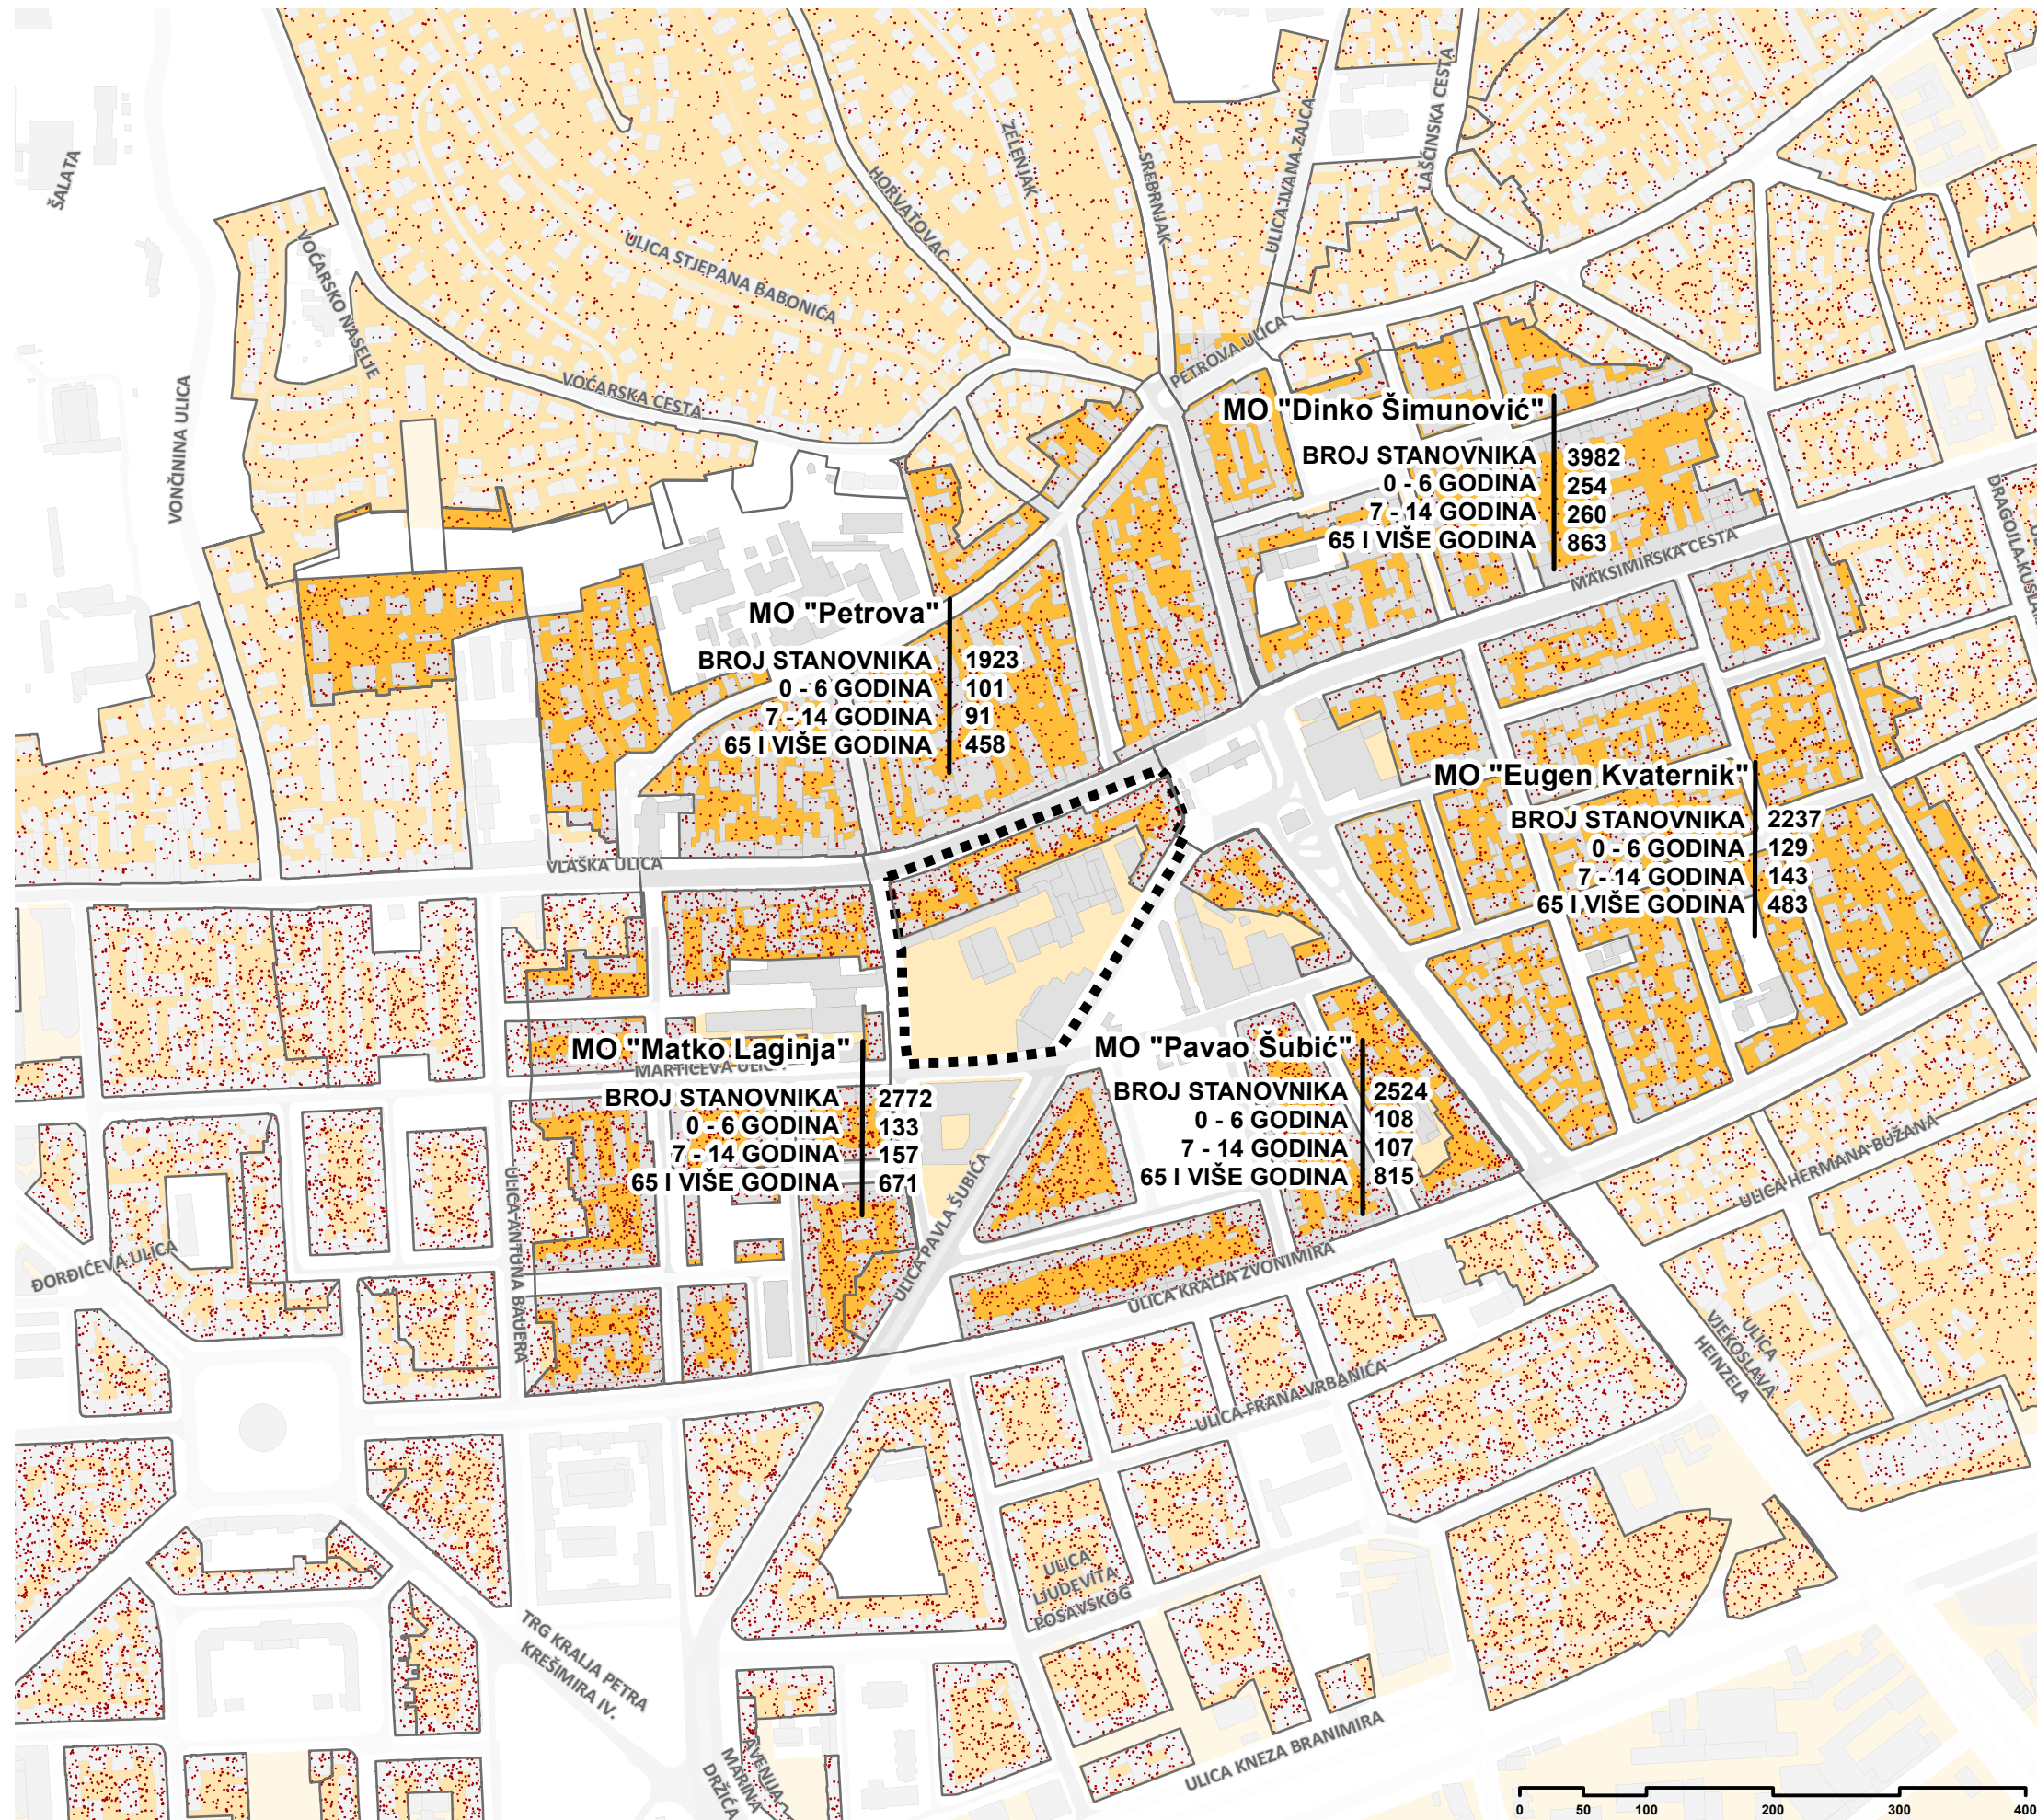 ŠALATA
VONČININA ULICA
VOĆARSKO NASELJE
ULICA STJEPANA BABONIĆA
VOĆARSKA CESTA
HORVATOVAC
ZELENJAK
SREBRNJAK
ULICA IVANA ZAJCA
LAŠĆINSKA CESTA
PETROVA ULICA
MO "Dinko Šimunović"
BROJ STANOVNIKA 3982
0 - 6 GODINA 254
7 - 14 GODINA 260
65 I VIŠE GODINA 863
MAKSIMIRSKA CESTA
MO "Petrova"
BROJ STANOVNIKA 1923
0 - 6 GODINA 101
7 - 14 GODINA 91
65 I VIŠE GODINA 458
MO "Eugen Kvaternik"
BROJ STANOVNIKA 2237
0 - 6 GODINA 129
7 - 14 GODINA 143
65 I VIŠE GODINA 483
VLAŠKA ULICA
MO "Matko Laginja"
MARTIĆEVA
BROJ STANOVNIKA 2772
0 - 6 GODINA 133
7 - 14 GODINA 157
65 I VIŠE GODINA 671
MO "Pavao Šubić"
BROJ STANOVNIKA 2524
0 - 6 GODINA 108
7 - 14 GODINA 107
65 I VIŠE GODINA 815
ĐORĐIĆEVA ULICA
ULICA ANTUNA BAUERA
ULICA PAVLA ŠUBIĆA
ULICA KRALJA ZVONIMIRA
ULICA HERMANA BUŽANA
ULICA
VJEKOSLAVA
HEINZELA
ULICA FRANA VRBANIĆA
ULICA
LJUDEVITA
POSAVSKOG
TRG KRALJA PETRA
KREŠIMIRA IV.
AVENIJA
MARINA
DRŽIĆA
ULICA KNEZA BRANIMIRA
0 50 100 200 300 400